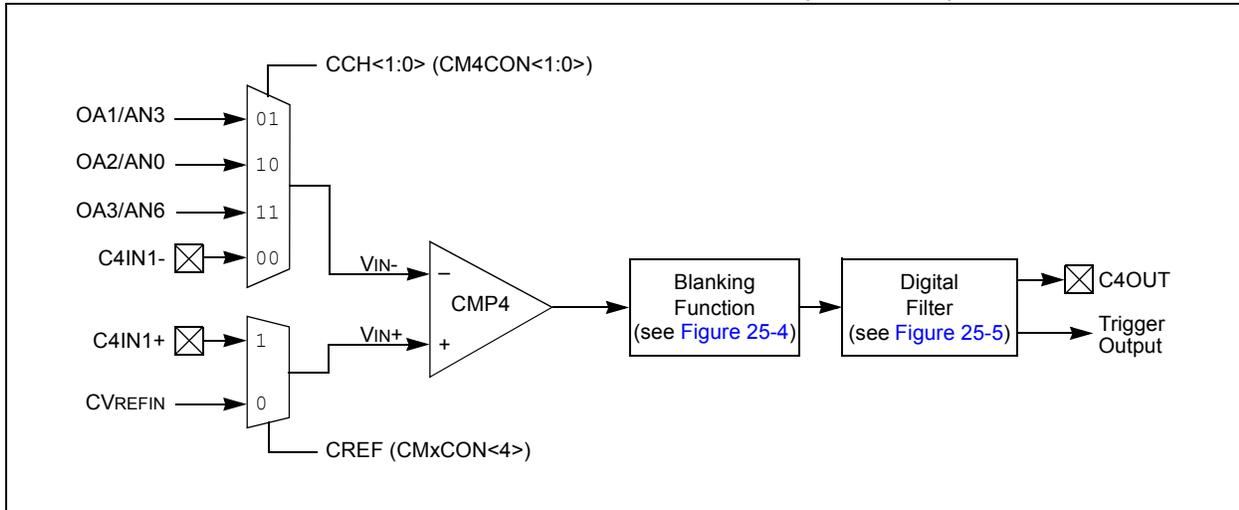 CCH<1:0> (CM4CON<1:0>)
OA1/AN3
01
OA2/AN0
10
OA3/AN6
11
C4IN1-
00
VIN-
–
CMP4
C4IN1+
1
VIN+
+
CVREFIN
0
CREF (CMxCON<4>)
Blanking
Function
(see Figure 25-4)
Digital
Filter
(see Figure 25-5)
C4OUT
Trigger
Output